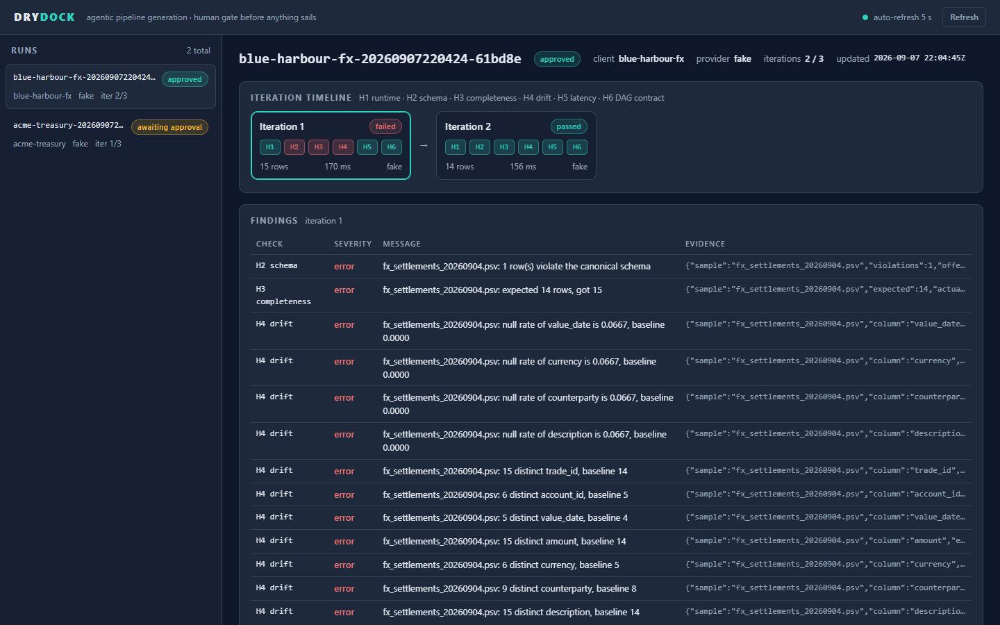 DRYDOCK agentic pipeline generation · human gate before anything sails auto-refresh 5 s Refresh
RUNS 2 total
blue-harbour-fx-20260907220424… approved
blue-harbour-fx fake iter 2/3
acme-treasury-202609072… awaiting approval
acme-treasury fake iter 1/3
blue-harbour-fx-20260907220424-61bd8e approved client blue-harbour-fx provider fake iterations 2 / 3 updated 2026-09-07 22:04:45Z
ITERATION TIMELINE H1 runtime · H2 schema · H3 completeness · H4 drift · H5 latency · H6 DAG contract
Iteration 1 failed
H1 H2 H3 H4 H5 H6
15 rows 170 ms fake
→
Iteration 2 passed
H1 H2 H3 H4 H5 H6
14 rows 156 ms fake
FINDINGS iteration 1
CHECK SEVERITY MESSAGE EVIDENCE
H2 schema error fx_settlements_20260904.psv: 1 row(s) violate the canonical schema {"sample":"fx_settlements_20260904.psv","violations":1,"offe…
H3 completeness error fx_settlements_20260904.psv: expected 14 rows, got 15 {"sample":"fx_settlements_20260904.psv","expected":14,"actua…
H4 drift error fx_settlements_20260904.psv: null rate of value_date is 0.0667, baseline 0.0000 {"sample":"fx_settlements_20260904.psv","column":"value_date…
H4 drift error fx_settlements_20260904.psv: null rate of currency is 0.0667, baseline 0.0000 {"sample":"fx_settlements_20260904.psv","column":"currency",…
H4 drift error fx_settlements_20260904.psv: null rate of counterparty is 0.0667, baseline 0.0000 {"sample":"fx_settlements_20260904.psv","column":"counterpar…
H4 drift error fx_settlements_20260904.psv: null rate of description is 0.0667, baseline 0.0000 {"sample":"fx_settlements_20260904.psv","column":"descriptio…
H4 drift error fx_settlements_20260904.psv: 15 distinct trade_id, baseline 14 {"sample":"fx_settlements_20260904.psv","column":"trade_id",…
H4 drift error fx_settlements_20260904.psv: 6 distinct account_id, baseline 5 {"sample":"fx_settlements_20260904.psv","column":"account_id…
H4 drift error fx_settlements_20260904.psv: 5 distinct value_date, baseline 4 {"sample":"fx_settlements_20260904.psv","column":"value_date…
H4 drift error fx_settlements_20260904.psv: 15 distinct amount, baseline 14 {"sample":"fx_settlements_20260904.psv","column":"amount","e…
H4 drift error fx_settlements_20260904.psv: 6 distinct currency, baseline 5 {"sample":"fx_settlements_20260904.psv","column":"currency",…
H4 drift error fx_settlements_20260904.psv: 9 distinct counterparty, baseline 8 {"sample":"fx_settlements_20260904.psv","column":"counterpar…
H4 drift error fx_settlements_20260904.psv: 15 distinct description, baseline 14 {"sample":"fx_settlements_20260904.psv","column":"descriptio…